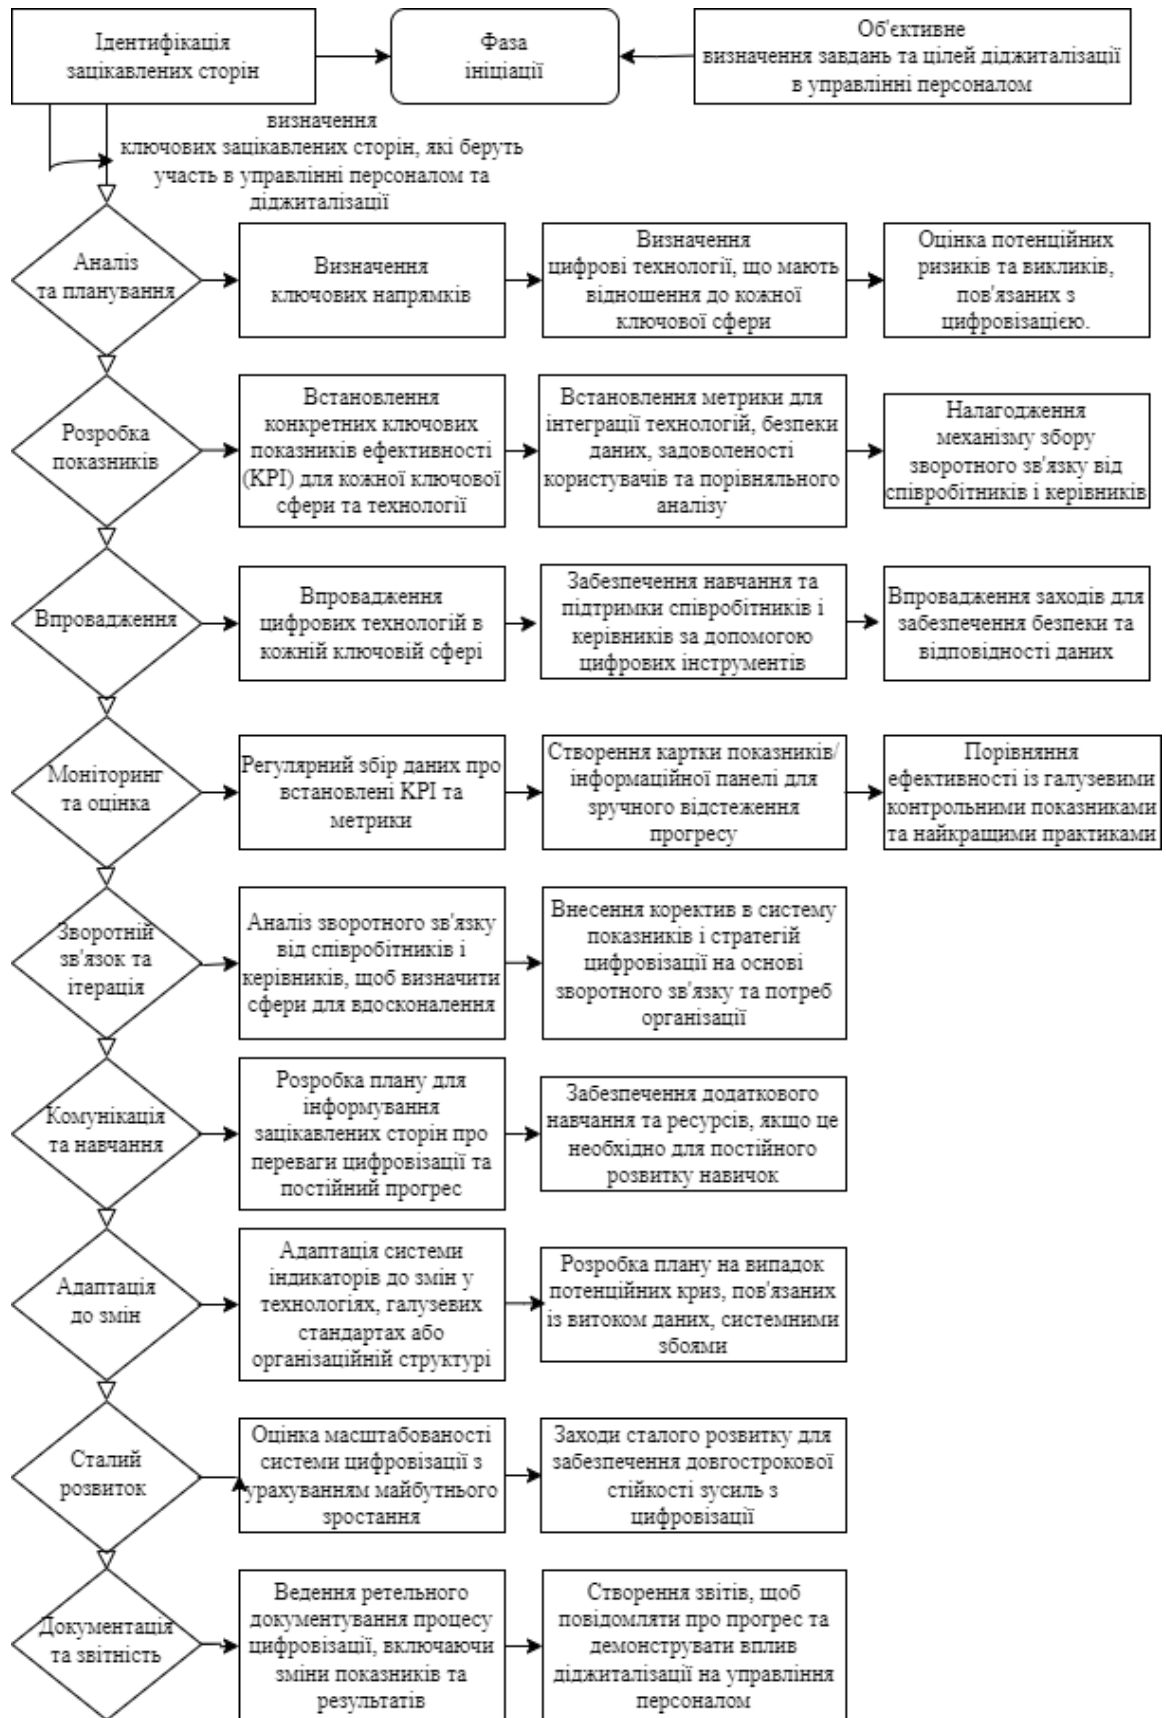 Ідентифікація
зацікавлених сторін
Фаза
ініціації
Об'єктивне
визначення завдань та цілей діджиталізації
в управлінні персоналом
визначення
ключових зацікавлених сторін, які беруть
участь в управлінні персоналом та
діджиталізації
Аналіз
та планування
Визначення
ключових напрямків
Визначення
цифрові технології, що мають
відношення до кожної
ключової сфери
Оцінка потенційних
ризиків та викликів,
пов'язаних з
цифровізацією.
Розробка
показників
Встановлення
конкретних ключових
показників ефективності
(KPI) для кожної ключової
сфери та технології
Встановлення метрики для
інтеграції технологій, безпеки
даних, задоволеності
користувачів та порівняльного
аналізу
Налагодження
механізму збору
зворотного зв'язку від
співробітників і керівників
Впровадження
Впровадження
цифрових технологій в
кожній ключовій сфері
Забезпечення навчання та
підтримки співробітників і
керівників за допомогою
цифрових інструментів
Впровадження заходів для
забезпечення безпеки та
відповідності даних
Моніторинг
та оцінка
Регулярний збір даних про
встановлені KPI та
метрики
Створення картки показників/
інформаційної панелі для
зручного відстеження
прогресу
Порівняння
ефективності із галузевими
контрольними показниками
та найкращими практиками
Зворотній
зв'язок та
ітерація
Аналіз зворотного зв'язку
від співробітників і
керівників, щоб визначити
сфери для вдосконалення
Внесення коректив в систему
показників і стратегій
цифровізації на основі
зворотного зв'язку та потреб
організації
Комунікація
та навчання
Розробка плану для
інформування
зацікавлених сторін про
переваги цифровізації та
постійний прогрес
Забезпечення додаткового
навчання та ресурсів, якщо це
необхідно для постійного
розвитку навичок
Адаптація
до змін
Адаптація системи
індикаторів до змін у
технологіях, галузевих
стандартах або
організаційній структурі
Розробка плану на випадок
потенційних криз, пов'язаних
із витоком даних, системними
збоями
Сталий
розвиток
Оцінка масштабованості
системи цифровізації з
урахуванням майбутнього
зростання
Заходи сталого розвитку для
забезпечення довгострокової
стійкості зусиль з
цифровізації
Документація
та звітність
Ведення ретельного
документування процесу
цифровізації, включаючи
зміни показників та
результатів
Створення звітів, щоб
повідомляти про прогрес та
демонструвати вплив
діджиталізації на управління
персоналом